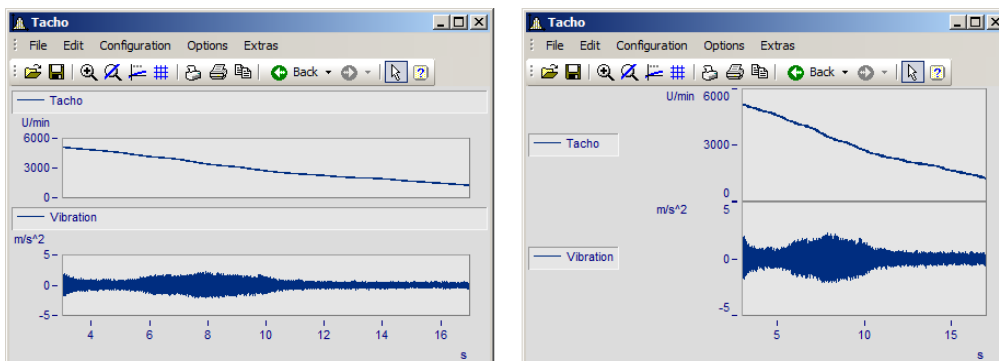 Tacho
File Edit Configuration Options Extras
Back
Tacho
U/min
6000
3000
0
Vibration
m/s^2
5
0
-5
4 6 8 10 12 14 16
s
Tacho
File Edit Configuration Options Extras
Back
U/min 6000
Tacho 3000
0
m/s^2 5
Vibration 0
-5
5 10 15
s